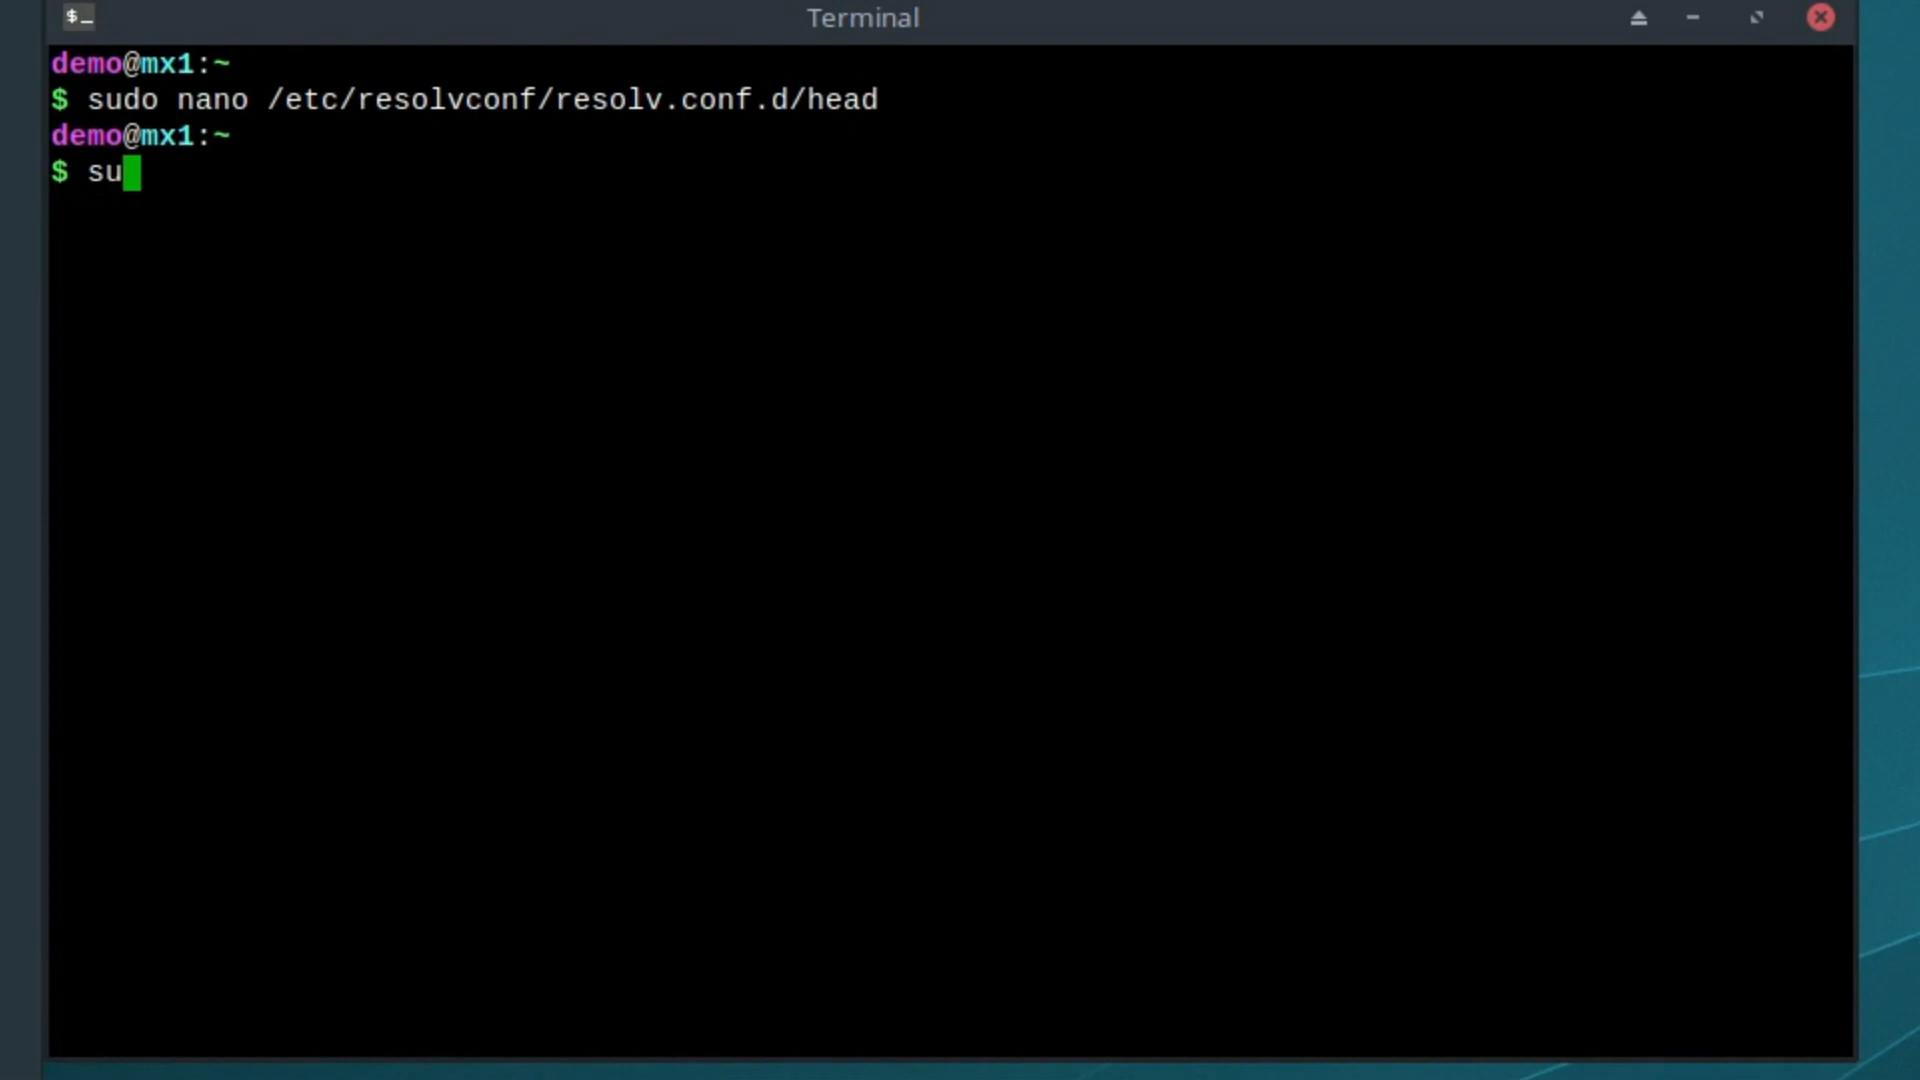 $_
Terminal
demo@mx1:~
$ sudo nano /etc/resolvconf/resolv.conf.d/head
demo@mx1:~
$ su